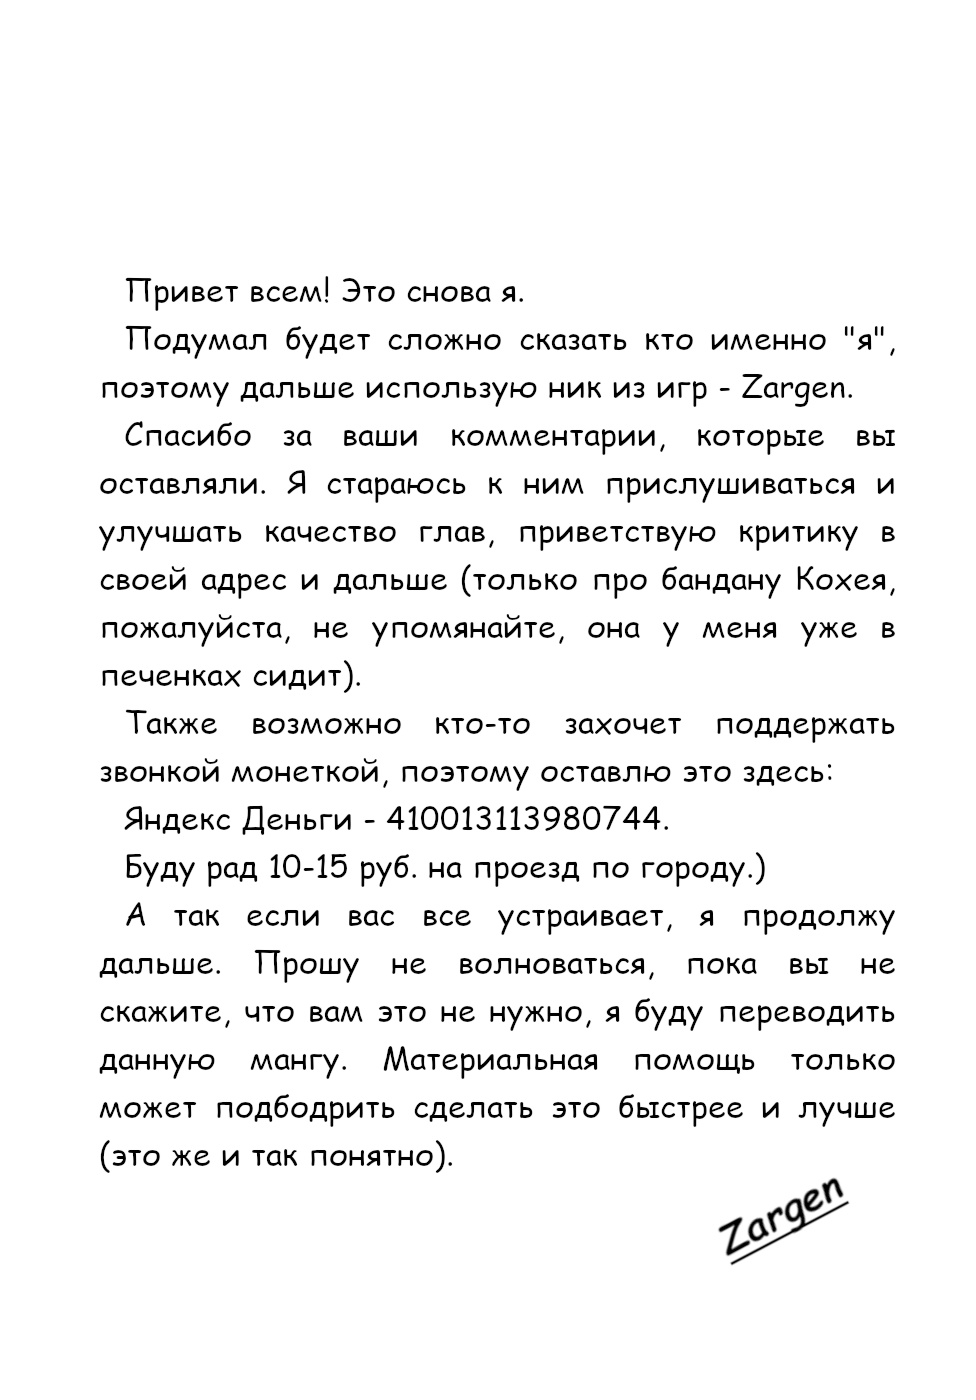 Привет всем! Это снова я.
Подумал будет сложно сказать кто именно "я",
поэтому дальше использую ник из игр - Zargen.
Спасибо за ваши комментарии, которые вы
оставляли. Я стараюсь к ним прислушиваться и
улучшать качество глав, приветствую критику в
своей адрес и дальше (только про бандану Кохея,
пожалуйста, не упомянайте, она у меня уже в
печенках сидит).
Также возможно кто-то захочет поддержать
звонкой монеткой, поэтому оставлю это здесь:
Яндекс Деньги - 410013113980744.
Буду рад 10-15 руб. на проезд по городу.)
А так если вас все устраивает, я продолжу
дальше. Прошу не волноваться, пока вы не
скажите, что вам это не нужно, я буду переводить
данную мангу. Материальная помощь только
может подбодрить сделать это быстрее и лучше
(это же и так понятно).
Zargen